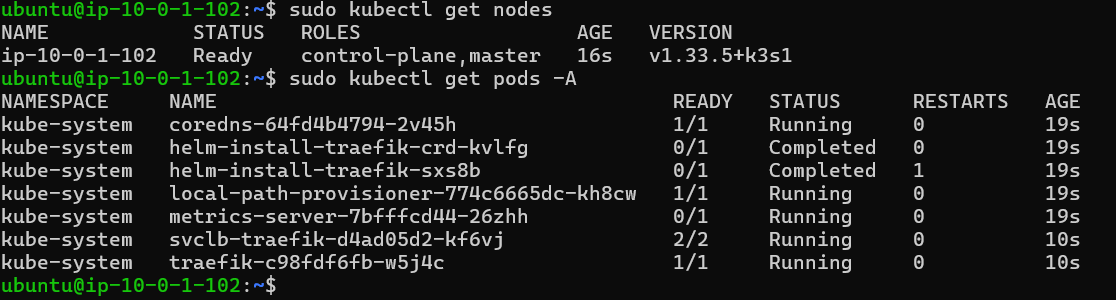 ubuntu@ip-10-0-1-102:~$ sudo kubectl get nodes
NAME            STATUS   ROLES                  AGE   VERSION
ip-10-0-1-102   Ready    control-plane,master   16s   v1.33.5+k3s1
ubuntu@ip-10-0-1-102:~$ sudo kubectl get pods -A
NAMESPACE     NAME                                      READY   STATUS      RESTARTS   AGE
kube-system   coredns-64fd4b4794-2v45h                  1/1     Running     0          19s
kube-system   helm-install-traefik-crd-kvlfg            0/1     Completed   0          19s
kube-system   helm-install-traefik-sxs8b                0/1     Completed   1          19s
kube-system   local-path-provisioner-774c6665dc-kh8cw   1/1     Running     0          19s
kube-system   metrics-server-7bfffcd44-26zhh            0/1     Running     0          19s
kube-system   svclb-traefik-d4ad05d2-kf6vj              2/2     Running     0          10s
kube-system   traefik-c98fdf6fb-w5j4c                   1/1     Running     0          10s
ubuntu@ip-10-0-1-102:~$